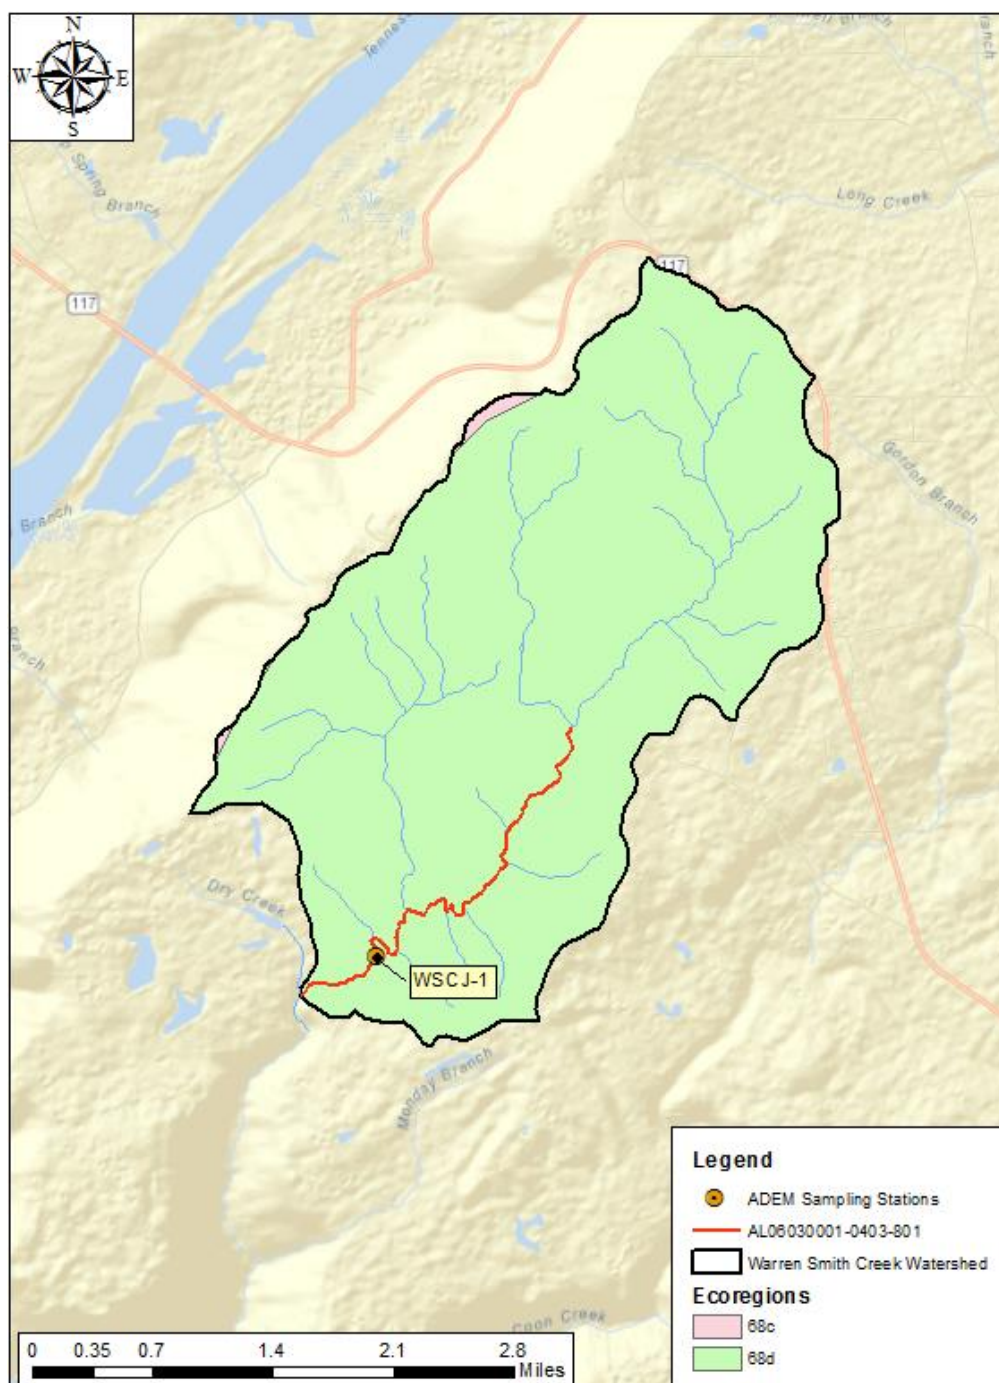 N
W E
S
Tennes
Branch
Spring Branch
Long Creek
117
117
Gordon Branch
Branch
Branch
Dry Creek
WSCJ-1
Monday Branch
Coon Creek
Legend
ADEM Sampling Stations
AL06030001-0403-801
Warren Smith Creek Watershed
Ecoregions
68c
68d
0 0.35 0.7 1.4 2.1 2.8
Miles